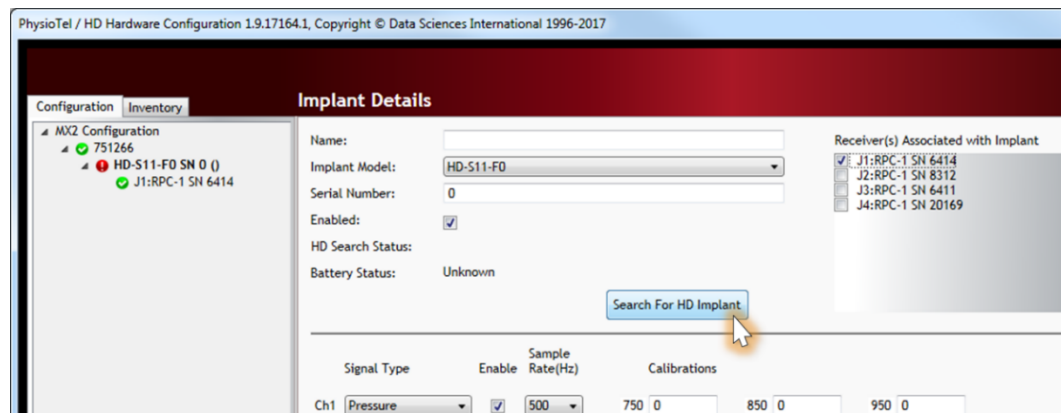 PhysioTel / HD Hardware Configuration 1.9.17164.1, Copyright © Data Sciences International 1996-2017
Configuration
Inventory
MX2 Configuration
751266
HD-S11-F0 SN 0 ()
J1:RPC-1 SN 6414
Implant Details
Name:
Implant Model: HD-S11-F0
Serial Number: 0
Enabled:
HD Search Status:
Battery Status: Unknown
Search For HD Implant
Receiver(s) Associated with Implant
J1:RPC-1 SN 6414
J2:RPC-1 SN 8312
J3:RPC-1 SN 6411
J4:RPC-1 SN 20169
Signal Type Enable Sample Rate(Hz) Calibrations
Ch1 Pressure 500 750 0 850 0 950 0